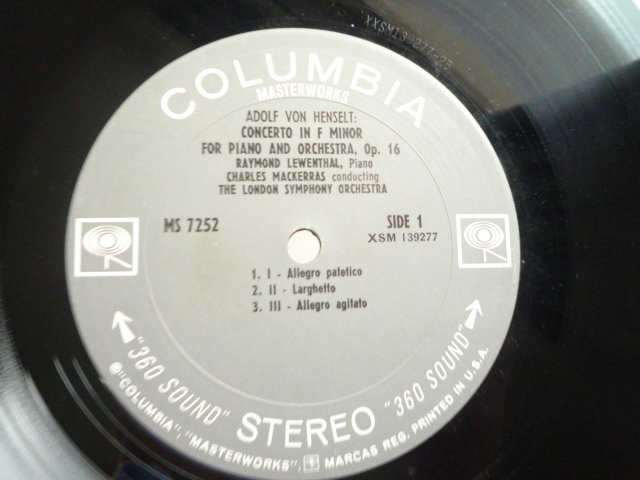 XXSM139277-2B
COLUMBIA
MASTERWORKS
ADOLF VON HENSELT:
CONCERTO IN F MINOR
FOR PIANO AND ORCHESTRA, Op. 16
RAYMOND LEWENTHAL, Piano
CHARLES MACKERRAS conducting
THE LONDON SYMPHONY ORCHESTRA
MS 7252
SIDE 1
XSM 139277
1. I - Allegro patetico
2. II - Larghetto
3. III - Allegro agitato
"360 SOUND" STEREO "360 SOUND"
® "COLUMBIA", "MASTERWORKS", MARCAS REG. PRINTED IN U.S.A.